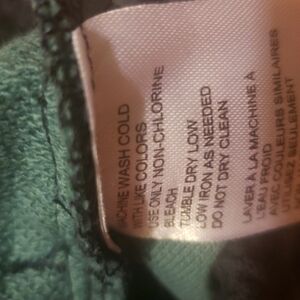 MACHINE WASH COLD
WITH LIKE COLORS
USE ONLY NON-CHLORINE
BLEACH
TUMBLE DRY LOW
LOW IRON AS NEEDED
DO NOT DRY CLEAN
LAVER À LA MACHINE À
L'EAU FROID
AVEC COULEURS SIMILAIRES